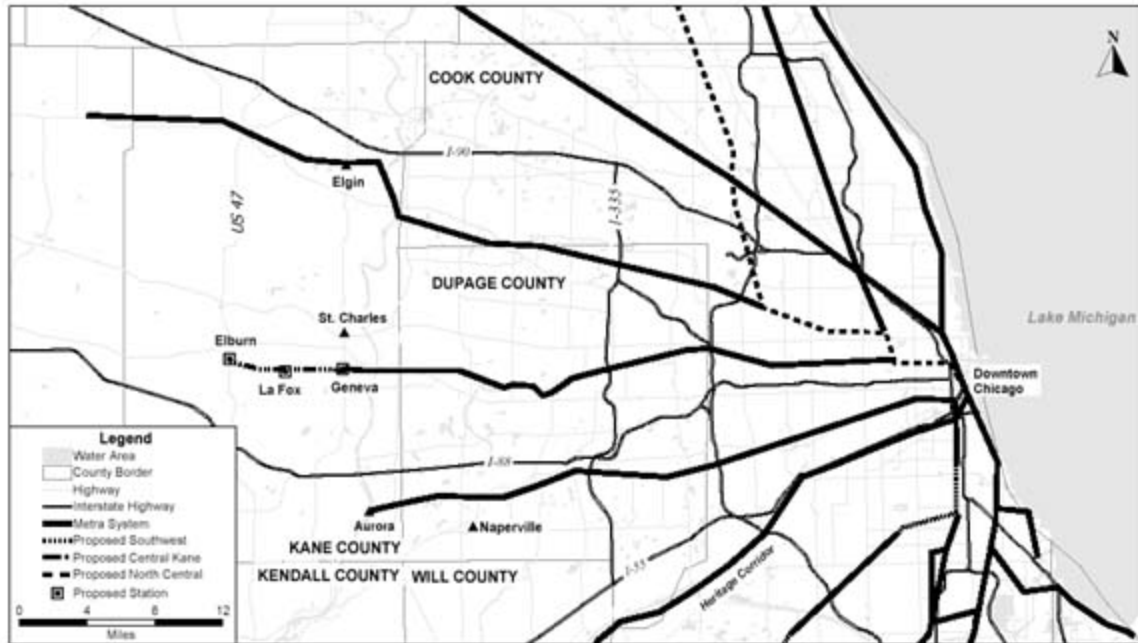 N
COOK COUNTY
I-90
Elgin
US 47
I-335
DUPAGE COUNTY
St. Charles
Lake Michigan
Elburn
La Fox
Geneva
Downtown
Chicago
Legend
Water Area
County Border
Highway
Interstate Highway
Metra System
Proposed Southwest
Proposed Central Kane
Proposed North Central
Proposed Station
0 4 8 12
Miles
I-88
Aurora
Naperville
KANE COUNTY
KENDALL COUNTY
WILL COUNTY
I-55
Heritage Corridor